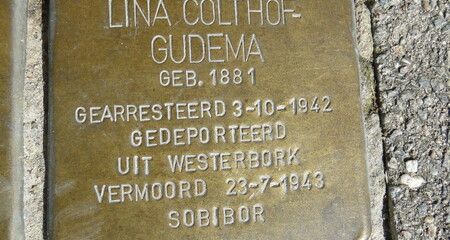 LINA COLTHOF-
GUDEMA
GEB. 1881
GEARRESTEERD 3-10-1942
GEDEPORTEERD
UIT WESTERBORK
VERMOORD 23-7-1943
SOBIBOR